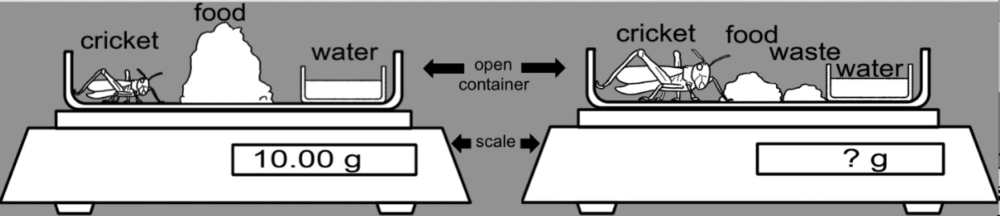 food
cricket
water
open
container
scale
10.00 g
cricket
food
waste
water
? g